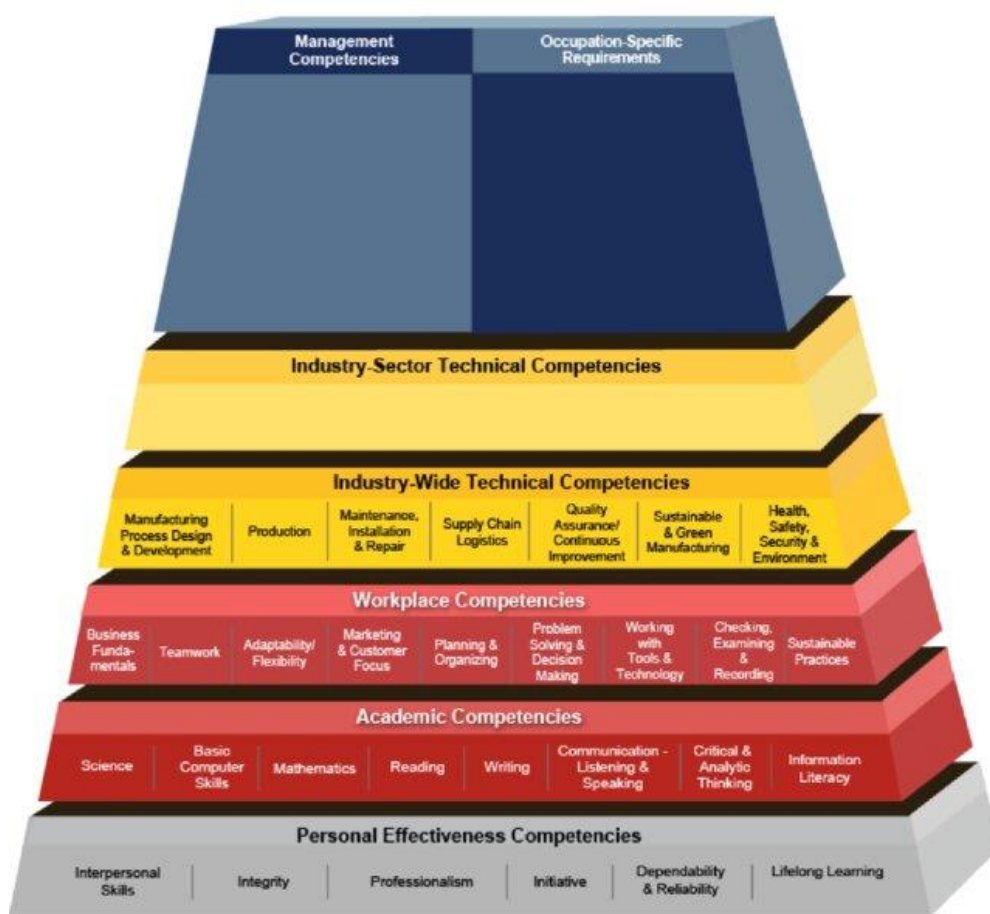 Management
Competencies
Occupation-Specific
Requirements
Industry-Sector Technical Competencies
Industry-Wide Technical Competencies
Manufacturing
Process Design
& Development
Production
Maintenance,
Installation
& Repair
Supply Chain
Logistics
Quality
Assurance/
Continuous
Improvement
Sustainable
& Green
Manufacturing
Health,
Safety,
Security &
Environment
Workplace Competencies
Business
Funda-
mentals
Teamwork
Adaptability/
Flexibility
Marketing
& Customer
Focus
Planning &
Organizing
Problem
Solving &
Decision
Making
Working
with
Tools &
Technology
Checking,
Examining
&
Recording
Sustainable
Practices
Academic Competencies
Science
Basic
Computer
Skills
Mathematics
Reading
Writing
Communication -
Listening &
Speaking
Critical &
Analytic
Thinking
Information
Literacy
Personal Effectiveness Competencies
Interpersonal
Skills
Integrity
Professionalism
Initiative
Dependability
& Reliability
Lifelong Learning